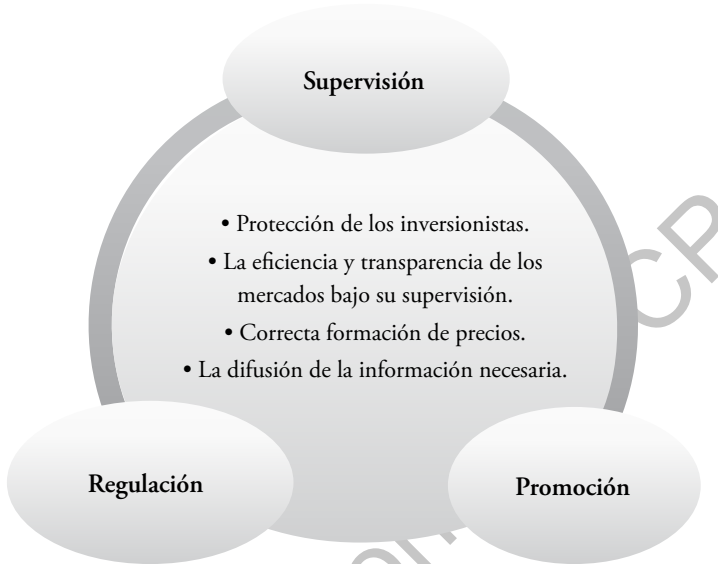 Supervisión
• Protección de los inversionistas.
• La eficiencia y transparencia de los
mercados bajo su supervisión.
• Correcta formación de precios.
• La difusión de la información necesaria.
Regulación
Promoción
CP